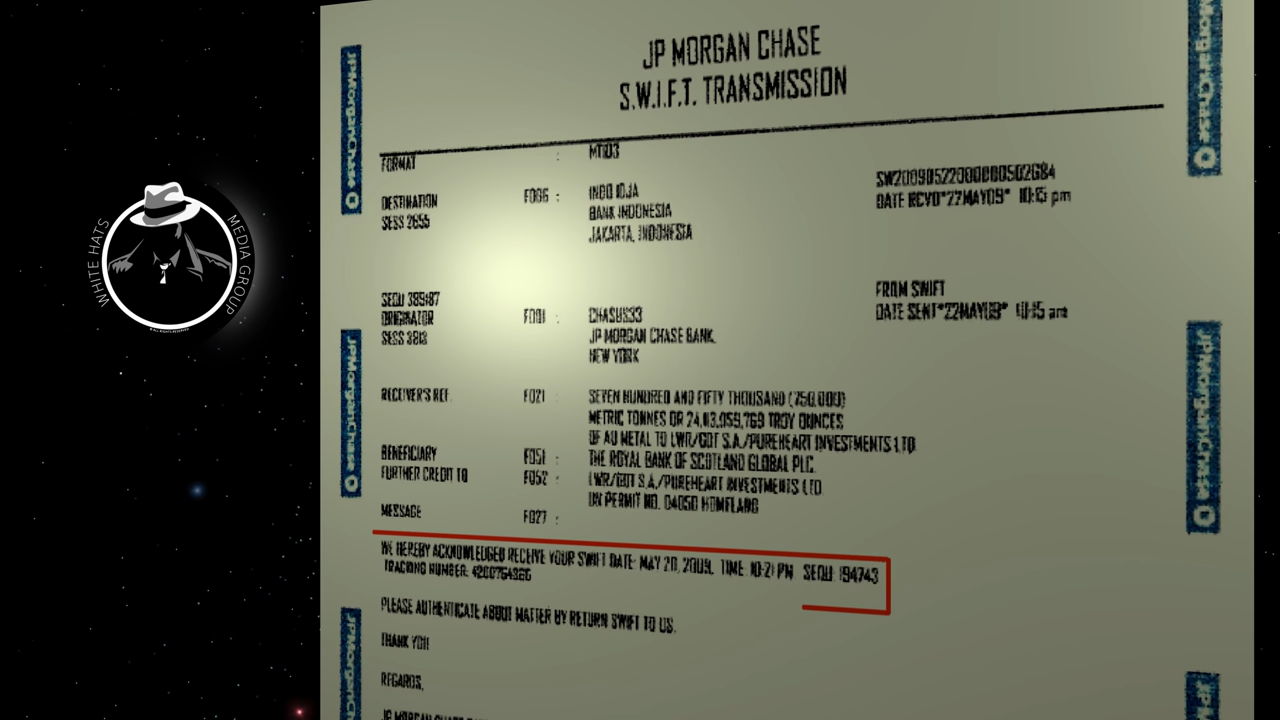 JP MORGAN CHASE
S.W.I.F.T. TRANSMISSION
FORMAT : MT103
DESTINATION F006 : INDO IDJA
SESS 2655 BANK INDONESIA
JAKARTA, INDONESIA
DATE RCVD*22MAY09* 10:15 pm
ORIGINATOR F001 : CHASUS33
SESS 3813 JP MORGAN CHASE BANK,
NEW YORK
FROM SWIFT
DATE SENT*22MAY09* 10:15 am
RECEIVER'S REF. F021 : SEVEN HUNDRED AND FIFTY THOUSAND (750,000)
METRIC TONNES OR 24,113,059,769 TROY OUNCES
OF AU METAL TO LWR/GDT S.A./PUREHEART INVESTMENTS LTD
BENEFICIARY F051 : THE ROYAL BANK OF SCOTLAND GLOBAL PLC.
FURTHER CREDIT TO F052 : LWR/GDT S.A./PUREHEART INVESTMENTS LTD
UN PERMIT NO. 04050 HOMELAND
MESSAGE F027 :
WE HEREBY ACKNOWLEDGED RECEIVE YOUR SWIFT DATE: MAY 20, 2009, TIME: 10:21 PM SEQU: 194743
TRACKING NUMBER:
PLEASE AUTHENTICATE ABOUT MATTER BY RETURN SWIFT TO US.
THANK YOU
REGARDS,
JPMorganChase
JPMorganChase
JPMorganChase
JPMorganChase
WHITE HATS
MEDIA GROUP